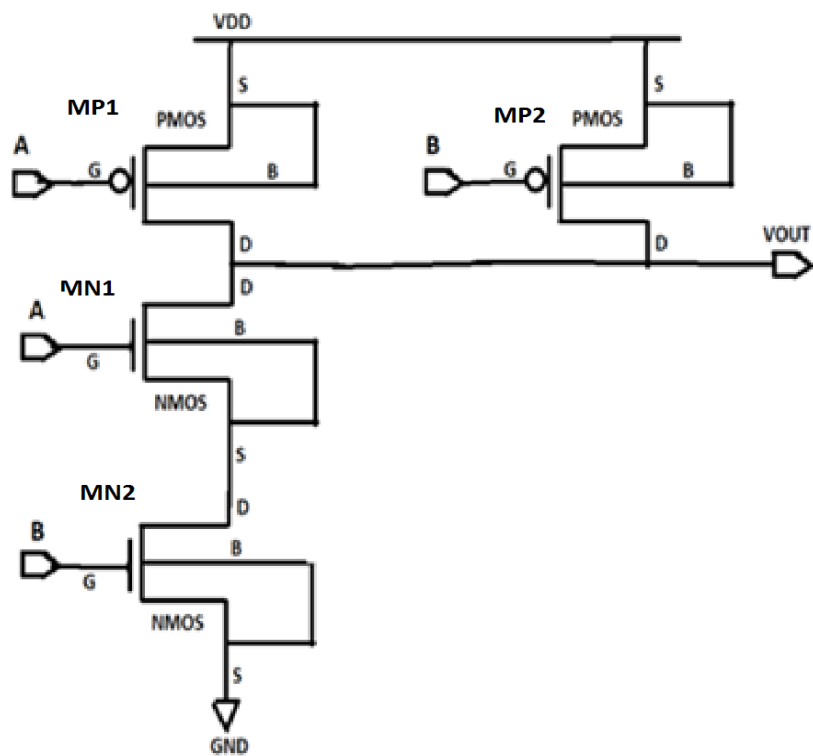 VDD
S S
MP1 PMOS MP2 PMOS
A G B B G B
D D VOUT
MN1 D
A G B
NMOS
S
MN2 D
B G B
NMOS
S
GND